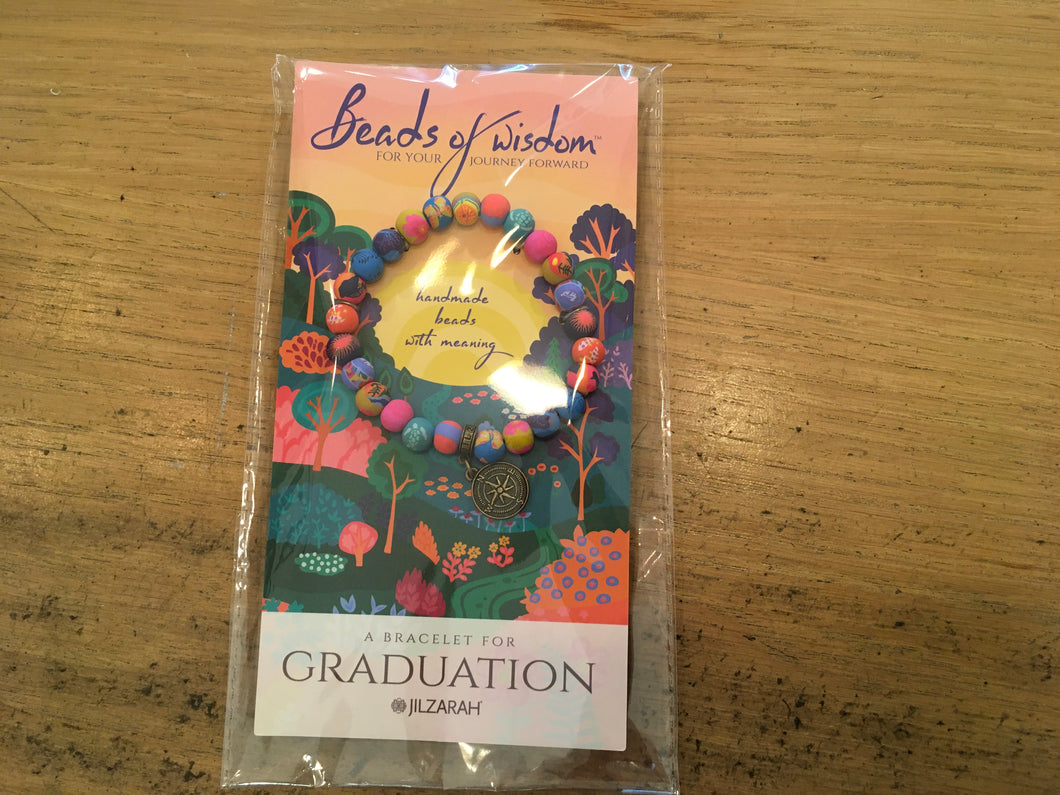 Beads of wisdom™
FOR YOUR JOURNEY FORWARD
handmade
beads
with meaning
A BRACELET FOR
GRADUATION
JILZARAH